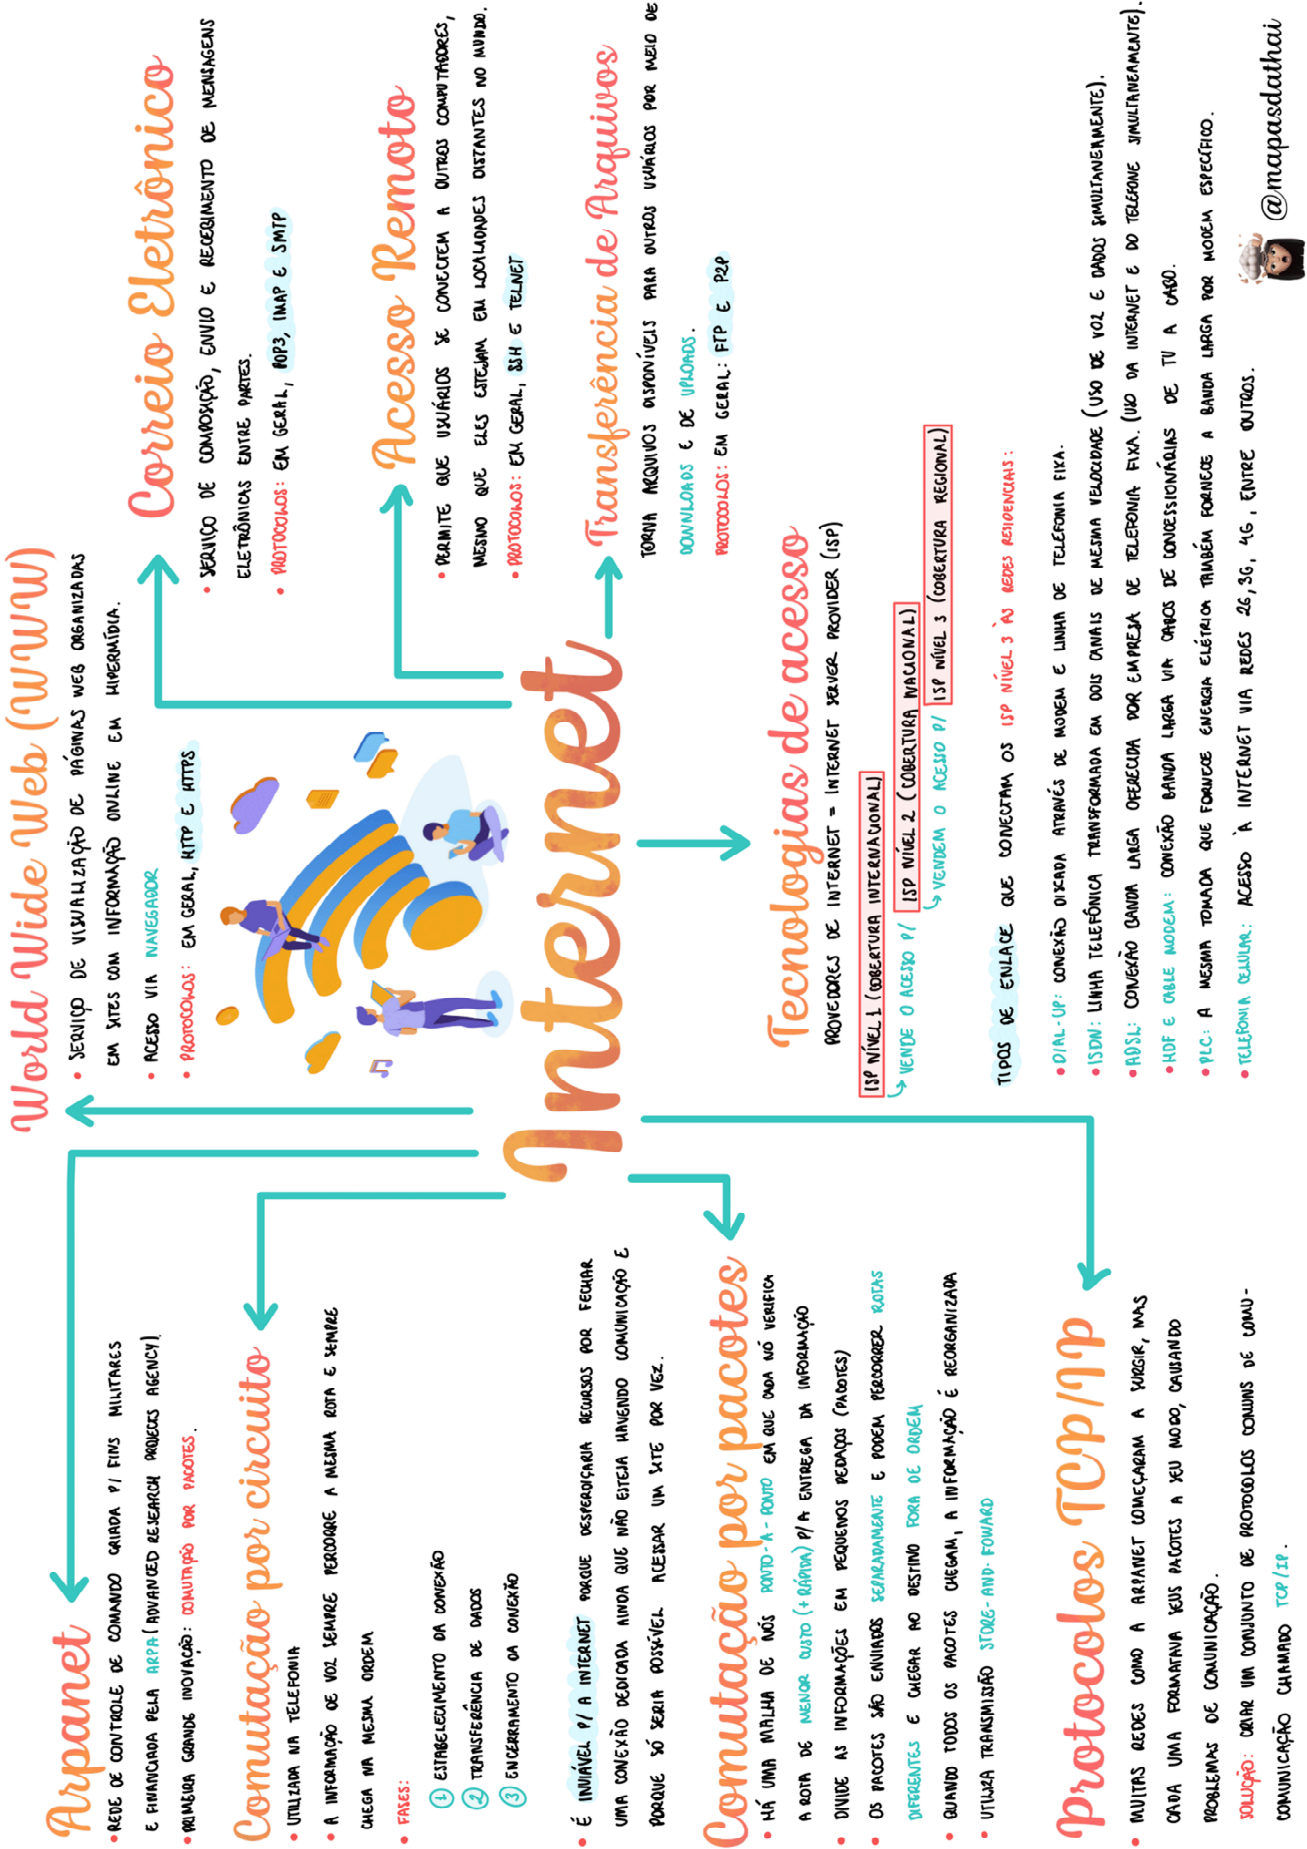 Internet
Arpanet
• REDE DE CONTROLE DE COMANDO CRIADA P/ FINS MILITARES
E FINANCIADA PELA ARPA (ADVANCED RESEARCH PROJECTS AGENCY)
• PRIMEIRA GRANDE INOVAÇÃO: COMUTAÇÃO POR PACOTES.
Comutação por circuito
• UTILIZADA NA TELEFONIA
• A INFORMAÇÃO DE VOZ SEMPRE PERCORRE A MESMA ROTA E SEMPRE
CHEGA NA MESMA ORDEM
• FASES:
1 ESTABELECIMENTO DA CONEXÃO
2 TRANSFERÊNCIA DE DADOS
3 ENCERRAMENTO DA CONEXÃO
• É INVIÁVEL P/ A INTERNET PORQUE DESPERDIÇARIA RECURSOS POR FECHAR
UMA CONEXÃO DEDICADA AINDA QUE NÃO ESTEJA HAVENDO COMUNICAÇÃO E
PORQUE SÓ SERIA POSSÍVEL ACESSAR UM SITE POR VEZ.
Comutação por pacotes
• HÁ UMA MALHA DE NÓS PONTO-A-PONTO EM QUE CADA NÓ VERIFICA
A ROTA DE MENOR CUSTO (+ RÁPIDA) P/ A ENTREGA DA INFORMAÇÃO
• DIVIDE AS INFORMAÇÕES EM PEQUENOS PEDAÇOS (PACOTES)
• OS PACOTES SÃO ENVIADOS SEPARADAMENTE E PODEM PERCORRER ROTAS
DIFERENTES E CHEGAR AO DESTINO FORA DE ORDEM
• QUANDO TODOS OS PACOTES CHEGAM, A INFORMAÇÃO É REORGANIZADA
• UTILIZA TRANSMISSÃO STORE-AND-FOWARD
Protocolos TCP/IP
• MUITAS REDES COMO A ARPANET COMEÇARAM A SURGIR, MAS
CADA UMA FORMATAVA SEUS PACOTES A SEU MODO, CAUSANDO
PROBLEMAS DE COMUNICAÇÃO.
SOLUÇÃO: CRIAR UM CONJUNTO DE PROTOCOLOS COMUNS DE COMU-
COMUNICAÇÃO CHAMADO TCP/IP.
World Wide Web (WWW)
• SERVIÇO DE VISUALIZAÇÃO DE PÁGINAS WEB ORGANIZADAS
EM SITES COM INFORMAÇÃO ONLINE EM HIPERMÍDIA.
• ACESSO VIA NAVEGADOR
• PROTOCOLOS: EM GERAL, HTTP E HTTPS
Correio Eletrônico
• SERVIÇO DE COMPOSIÇÃO, ENVIO E RECEBIMENTO DE MENSAGENS
ELETRÔNICAS ENTRE PARTES.
• PROTOCOLOS: EM GERAL, POP3, IMAP E SMTP
Acesso Remoto
• PERMITE QUE USUÁRIOS SE CONECTEM A OUTROS COMPUTADORES,
MESMO QUE ELES ESTEJAM EM LOCALIDADES DISTANTES NO MUNDO.
• PROTOCOLOS: EM GERAL, SSH E TELNET
Transferência de Arquivos
TORNA ARQUIVOS DISPONÍVEIS PARA OUTROS USUÁRIOS POR MEIO DE
DOWNLOADS E DE UPLOADS.
PROTOCOLOS: EM GERAL: FTP E P2P
Tecnologias de acesso
PROVEDORES DE INTERNET = INTERNET SERVER PROVIDER (ISP)
ISP NÍVEL 1 (COBERTURA INTERNACIONAL)
VENDE O ACESSO P/ ISP NÍVEL 2 (COBERTURA NACIONAL)
VENDEM O ACESSO P/ ISP NÍVEL 3 (COBERTURA REGIONAL)
TIPOS DE ENLACE QUE CONECTAM OS ISP NÍVEL 3 ÀS REDES RESIDENCIAIS:
• DIAL-UP: CONEXÃO DISCADA ATRAVÉS DE MODEM E LINHA DE TELEFONIA FIXA.
• ISDN: LINHA TELEFÔNICA TRANSFORMADA EM DOIS CANAIS DE MESMA VELOCIDADE (USO DE VOZ E DADOS SIMULTANEAMENTE).
• ADSL: CONEXÃO BANDA LARGA OFERECIDA POR EMPRESA DE TELEFONIA FIXA. (USO DA INTERNET E DO TELEFONE SIMULTANEAMENTE).
• HDF E CABLE MODEM: CONEXÃO BANDA LARGA VIA CABOS DE CONCESSIONÁRIAS DE TV A CABO.
• PLC: A MESMA TOMADA QUE FORNECE ENERGIA ELÉTRICA TAMBÉM FORNECE A BANDA LARGA POR MODEM ESPECÍFICO.
• TELEFONIA CELULAR: ACESSO À INTERNET VIA REDES 2G, 3G, 4G, ENTRE OUTROS.
@mapasdathai